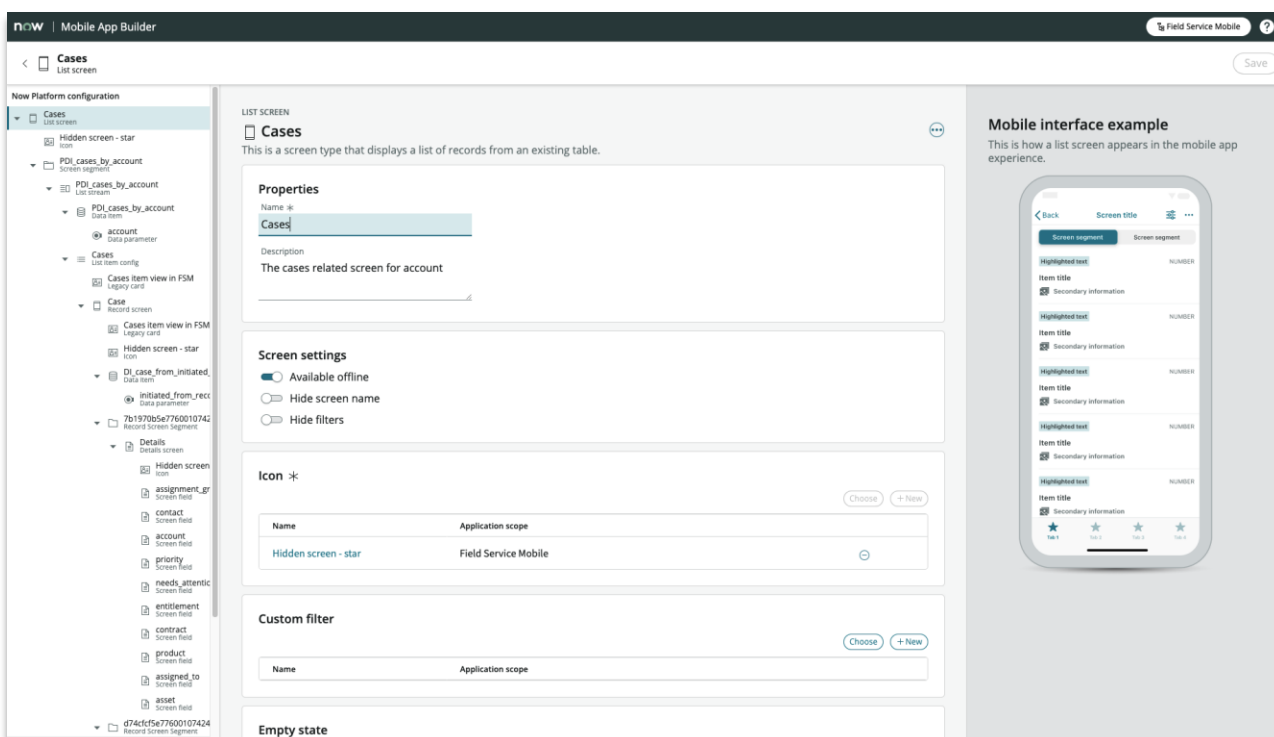 now | Mobile App Builder
Field Service Mobile
?
Cases
List screen
Save
Now Platform configuration
Cases
List screen
Hidden screen - star
Icon
PDI_cases_by_account
Screen segment
PDI_cases_by_account
List stream
PDI_cases_by_account
Data item
account
Data parameter
Cases
List item config
Cases item view in FSM
Legacy card
Case
Record screen
Cases item view in FSM
Legacy card
Hidden screen - star
Icon
DI_case_from_initiated_
Data item
initiated_from_reco
Data parameter
7b1970b5e7760010742
Record Screen Segment
Details
Details screen
Hidden screen
Icon
assignment_gr
Screen field
contact
Screen field
account
Screen field
priority
Screen field
needs_attentic
Screen field
entitlement
Screen field
contract
Screen field
product
Screen field
assigned_to
Screen field
asset
Screen field
d74cfcf5e77600107424
Record Screen Segment
LIST SCREEN
Cases
This is a screen type that displays a list of records from an existing table.
Properties
Name *
Cases
Description
The cases related screen for account
Screen settings
Available offline
Hide screen name
Hide filters
Icon *
Choose + New
Name Application scope
Hidden screen - star Field Service Mobile
Custom filter
Choose + New
Name Application scope
Empty state
Mobile interface example
This is how a list screen appears in the mobile app
experience.
Back Screen title
Screen segment Screen segment
Highlighted text NUMBER
Item title
Secondary information
Highlighted text NUMBER
Item title
Secondary information
Highlighted text NUMBER
Item title
Secondary information
Highlighted text NUMBER
Item title
Secondary information
Highlighted text NUMBER
Item title
Secondary information
Tab 1 Tab 2 Tab 3 Tab 4